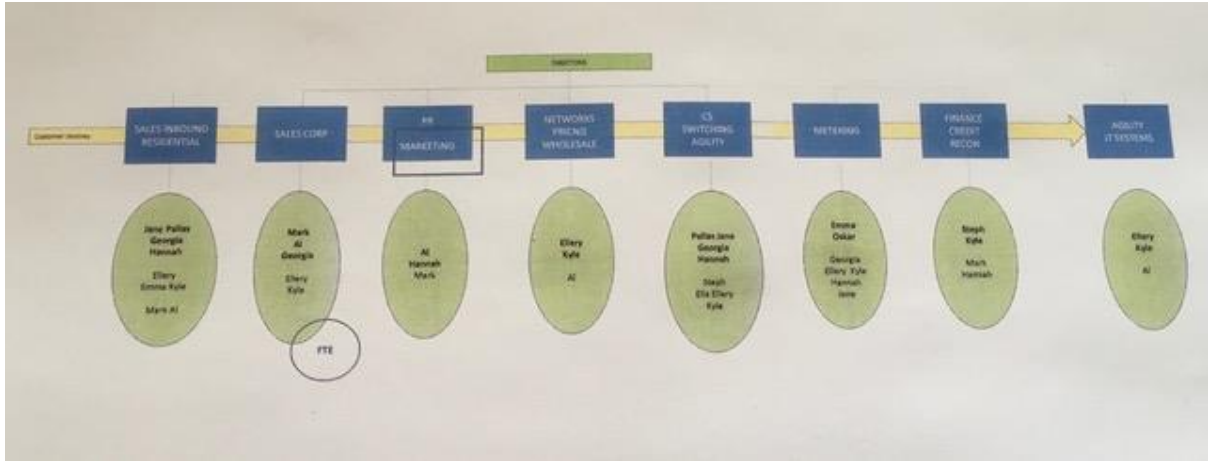 DIRECTORS
Customer Journey
SALES INBOUND
RESIDENTIAL
SALES CORP
HR
MARKETING
NETWORKS
PRICNG
WHOLESALE
CS
SWITCHING
AGILITY
METERING
FINANCE
CREDIT
RECON
AGILITY
IT SYSTEMS
Jane Pallas
Georgia
Hannah
Ellery
Emma Kyle
Mark Al
Mark
Al
Georgia
Ellery
Kyle
FTE
Al
Hannah
Mark
Ellery
Kyle
Al
Pallas Jane
Georgia
Hannah
Steph
Ella Ellery
Kyle
Emma
Oskar
Georgia
Ellery Kyle
Hannah
Jane
Steph
Kyle
Mark
Hannah
Ellery
Kyle
Al